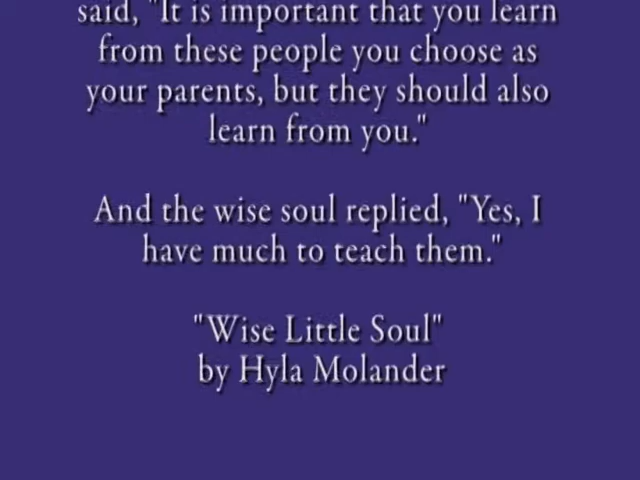 said, "It is important that you learn
from these people you choose as
your parents, but they should also
learn from you."
And the wise soul replied, "Yes, I
have much to teach them."
"Wise Little Soul"
by Hyla Molander